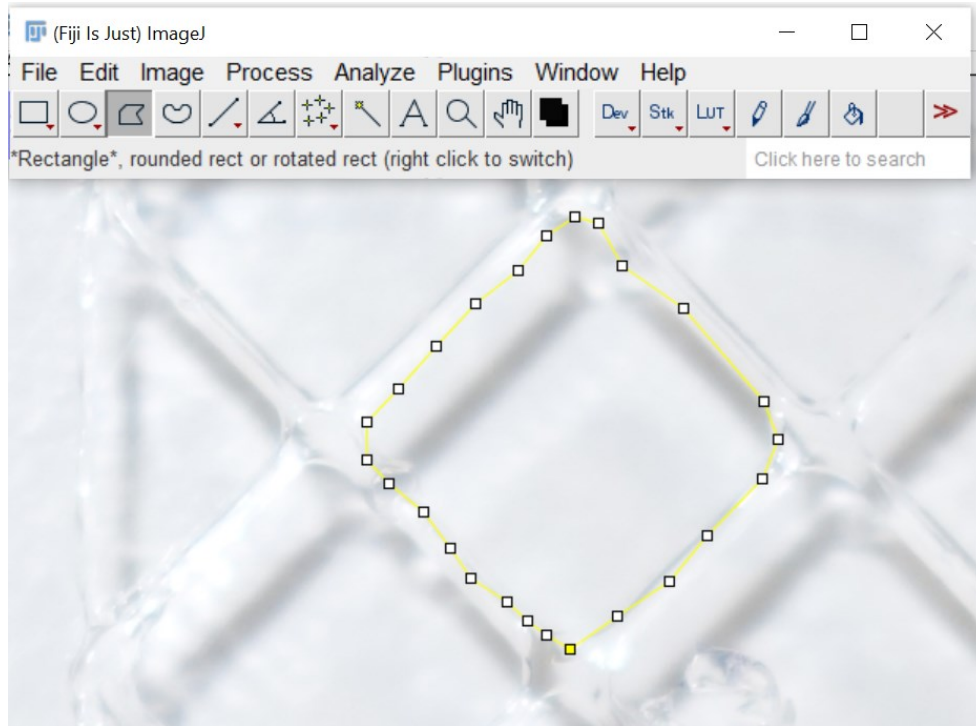 (Fiji Is Just) ImageJ
File Edit Image Process Analyze Plugins Window Help
Dev Stk LUT
*Rectangle*, rounded rect or rotated rect (right click to switch) Click here to search